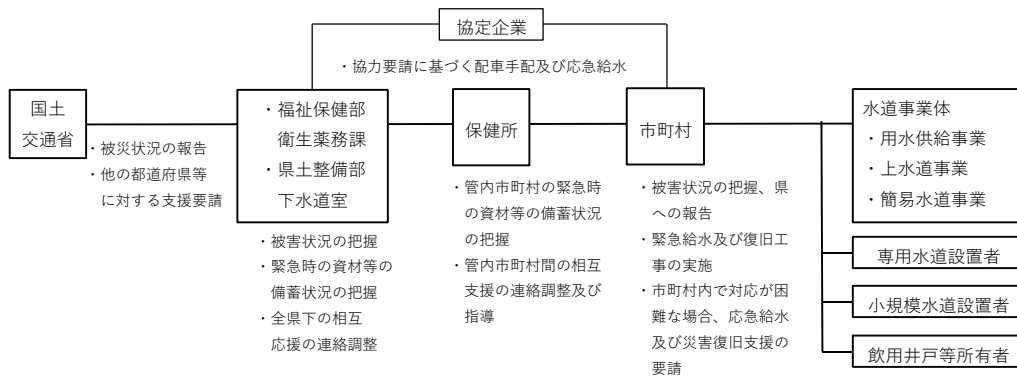 協定企業
・協力要請に基づく配車手配及び応急給水
国土
交通省
・被災状況の報告
・他の都道府県等
に対する支援要請
・福祉保健部
衛生薬務課
・県土整備部
下水道室
・被害状況の把握
・緊急時の資材等の
備蓄状況の把握
・全県下の相互
応援の連絡調整
保健所
・管内市町村の緊急時
の資材等の備蓄状況
の把握
・管内市町村間の相互
支援の連絡調整及び
指導
市町村
・被害状況の把握、県
への報告
・緊急給水及び復旧工
事の実施
・市町村内で対応が困
難な場合、応急給水
及び災害復旧支援の
要請
水道事業体
・用水供給事業
・上水道事業
・簡易水道事業
専用水道設置者
小規模水道設置者
飲用井戸等所有者